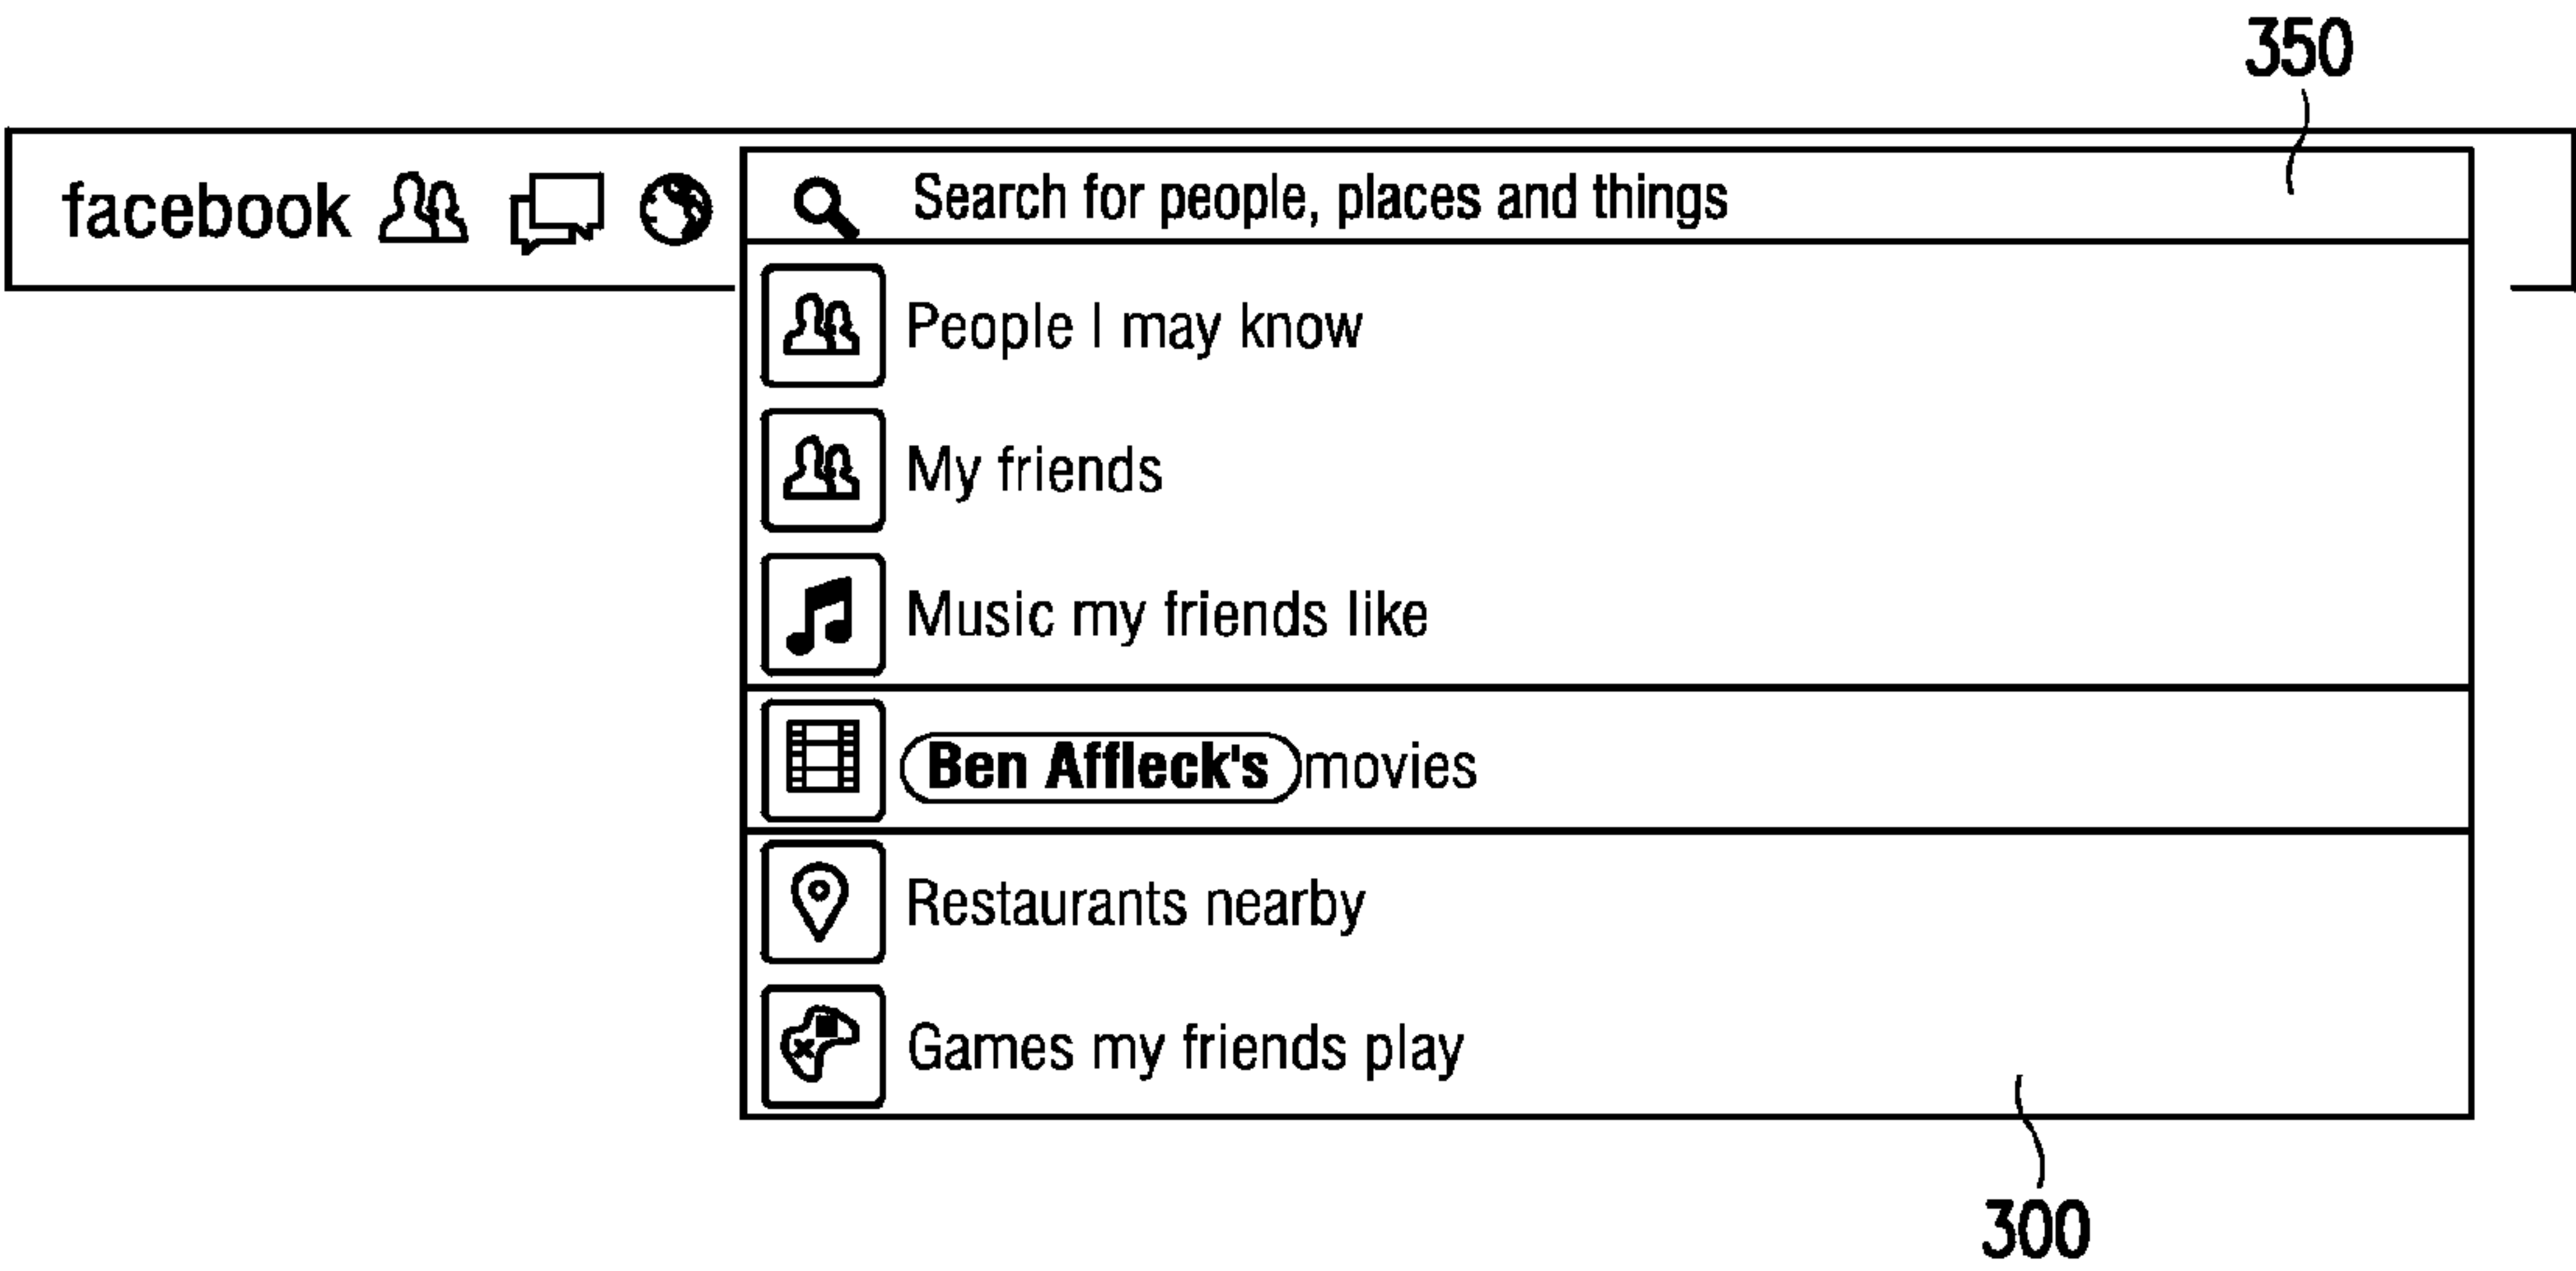 350
facebook
Search for people, places and things
People I may know
My friends
Music my friends like
Ben Affleck's movies
Restaurants nearby
Games my friends play
300